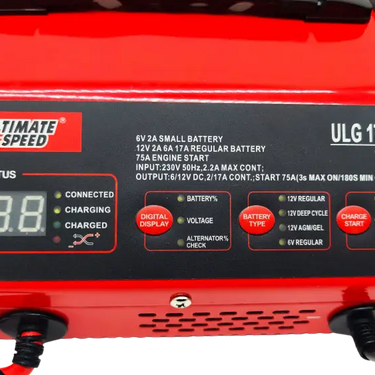 ULTIMATE
SPEED
ULG 17
6V 2A SMALL BATTERY
12V 2A 6A 17A REGULAR BATTERY
75A ENGINE START
INPUT:230V 50Hz,2.2A MAX CONT;
OUTPUT:6/12V DC,2/17A CONT.;START 75A(3s MAX ON/180S MIN
CONNECTED
CHARGING
CHARGED
DIGITAL
DISPLAY
BATTERY%
VOLTAGE
ALTERNATOR%
CHECK
BATTERY
TYPE
12V REGULAR
12V DEEP CYCLE
12V AGM/GEL
6V REGULAR
CHARGE
START